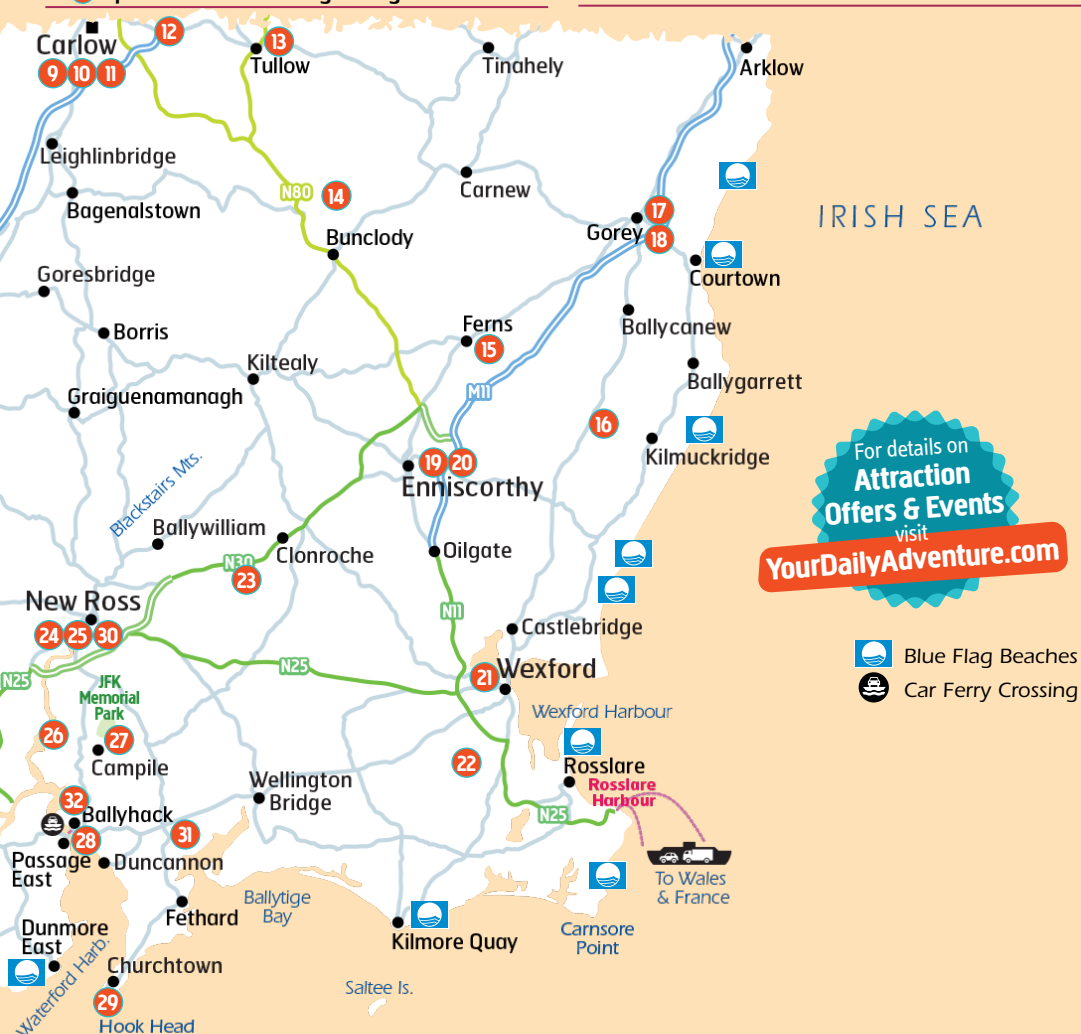 Carlow
12
13
9 10 11
Tullow
Tinahely
Arklow
Leighlinbridge
Bagenalstown
N80
14
Carnew
17
Gorey
18
IRISH SEA
Bunclody
Goresbridge
Courtown
Borris
Ferns
15
Ballycanew
Kiltealy
M11
Ballygarrett
Graiguenamanagh
16
Kilmuckridge
19 20
Enniscorthy
Blackstairs Mts.
Ballywilliam
Clonroche
Oilgate
N30
23
For details on
Attraction
Offers & Events
visit
YourDailyAdventure.com
New Ross
24 25 30
N11
Castlebridge
N25
N25
21
Wexford
Blue Flag Beaches
Car Ferry Crossing
JFK
Memorial
Park
Wexford Harbour
26
27
Campile
22
Rosslare
Rosslare
Harbour
Wellington
Bridge
N25
32
Ballyhack
28
31
Passage
East
Duncannon
To Wales
& France
Fethard
Ballytige
Bay
Kilmore Quay
Carnsore
Point
Dunmore
East
Waterford Harb.
Churchtown
29
Hook Head
Saltee Is.